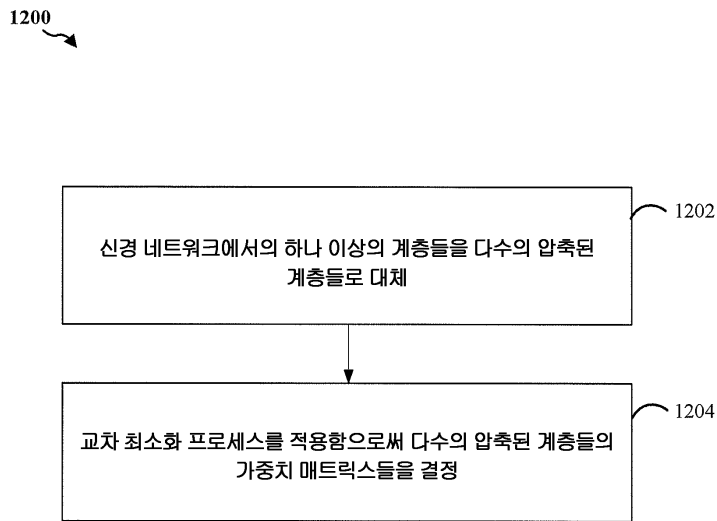 1200
신경 네트워크에서의 하나 이상의 계층들을 다수의 압축된
계층들로 대체
1202
교차 최소화 프로세스를 적용함으로써 다수의 압축된 계층들의
가중치 매트릭스들을 결정
1204